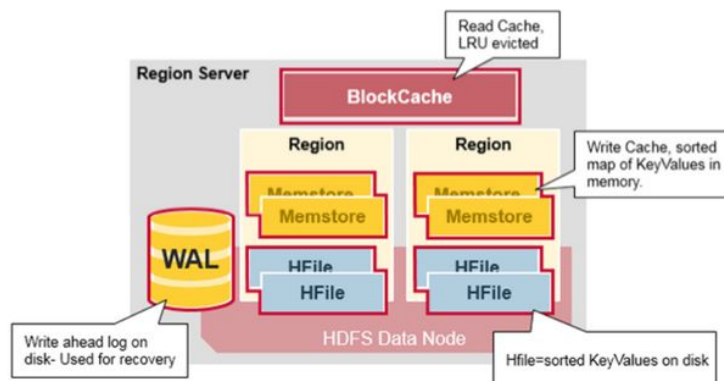 Read Cache,
LRU evicted
Region Server
BlockCache
Region
Region
Write Cache, sorted
map of KeyValues in
memory.
Memstore
Memstore
Memstore
Memstore
WAL
HFile
HFile
HFile
HFile
Write ahead log on
disk- Used for recovery
HDFS Data Node
Hfile=sorted KeyValues on disk